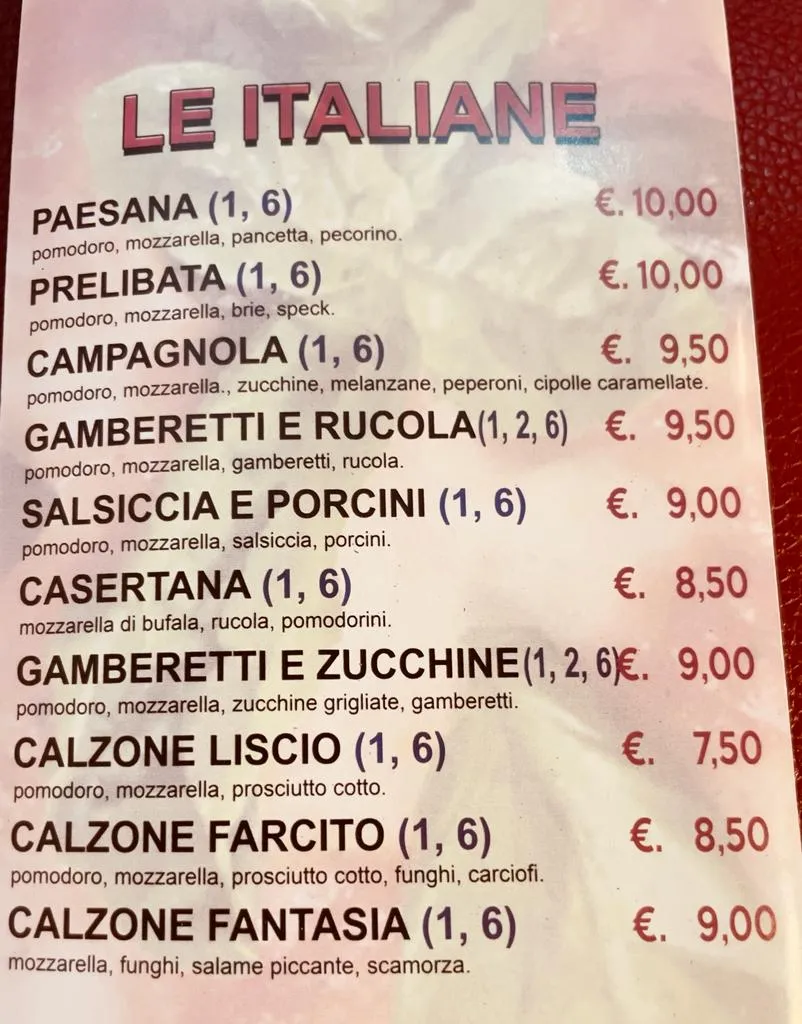 LE ITALIANE
PAESANA (1, 6) €. 10,00
pomodoro, mozzarella, pancetta, pecorino.
PRELIBATA (1, 6) €. 10,00
pomodoro, mozzarella, brie, speck.
CAMPAGNOLA (1, 6) €. 9,50
pomodoro, mozzarella., zucchine, melanzane, peperoni, cipolle caramellate.
GAMBERETTI E RUCOLA(1, 2, 6) €. 9,50
pomodoro, mozzarella, gamberetti, rucola.
SALSICCIA E PORCINI (1, 6) €. 9,00
pomodoro, mozzarella, salsiccia, porcini.
CASERTANA (1, 6) €. 8,50
mozzarella di bufala, rucola, pomodorini.
GAMBERETTI E ZUCCHINE(1, 2, 6)€. 9,00
pomodoro, mozzarella, zucchine grigliate, gamberetti.
CALZONE LISCIO (1, 6) €. 7,50
pomodoro, mozzarella, prosciutto cotto.
CALZONE FARCITO (1, 6) €. 8,50
pomodoro, mozzarella, prosciutto cotto, funghi, carciofi.
CALZONE FANTASIA (1, 6) €. 9,00
mozzarella, funghi, salame piccante, scamorza.